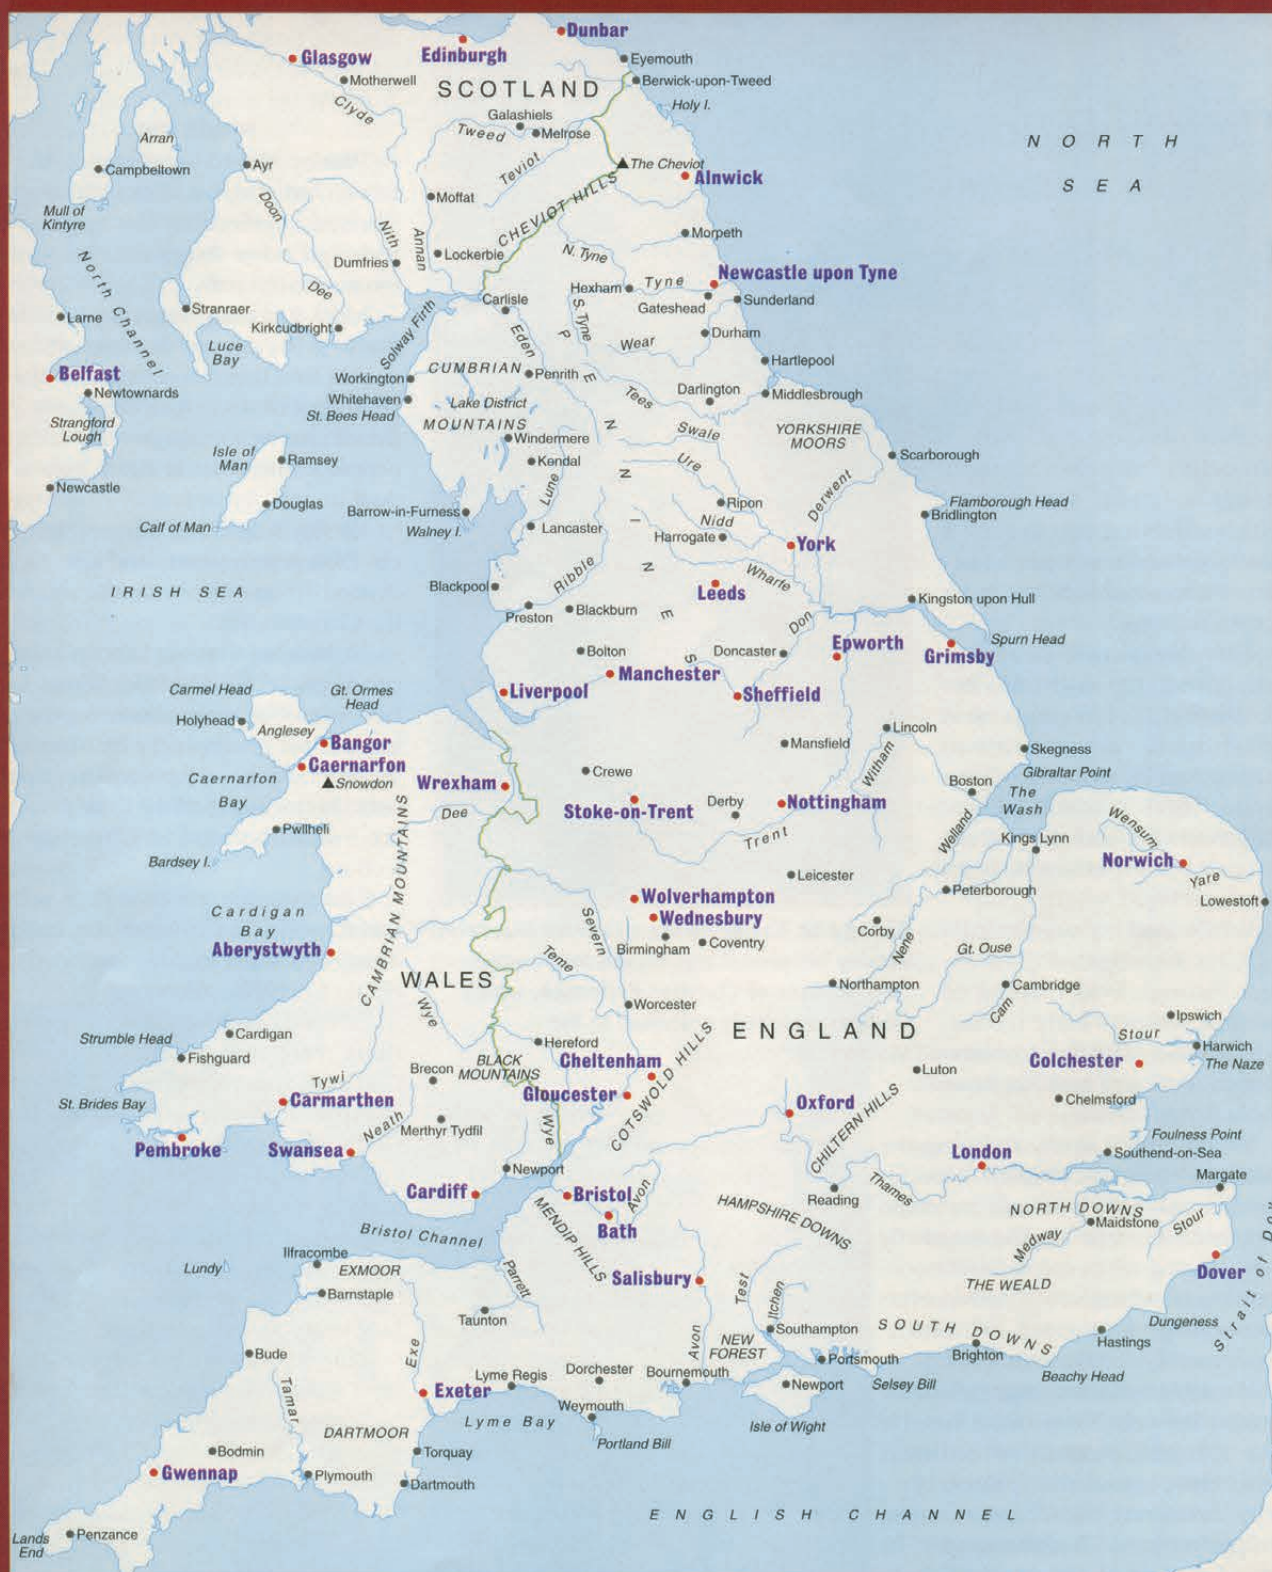 Dunbar
Glasgow
Edinburgh
Eyemouth
Motherwell
SCOTLAND
Berwick-upon-Tweed
Clyde
Holy I.
Galashiels
Tweed
Melrose
Arran
NORTH
SEA
Campbeltown
Ayr
Teviot
The Cheviot
Alnwick
Moffat
CHEVIOT HILLS
Mull of
Kintyre
Doon
Nith
Annan
Morpeth
North Channel
Dumfries
Lockerbie
N. Tyne
Newcastle upon Tyne
Dee
Hexham
Tyne
Carlisle
S. Tyne
Gateshead
Sunderland
Stranraer
Larne
Kirkcudbright
Solway Firth
Eden
Durham
Wear
Luce
Bay
Hartlepool
Belfast
Newtownards
Workington
CUMBRIAN
Penrith
PENNINES
Tees
Darlington
Middlesbrough
Whitehaven
St. Bees Head
Lake District
MOUNTAINS
Strangford
Lough
Swale
YORKSHIRE
MOORS
Windermere
Isle of
Man
Ramsey
Kendal
Ure
Scarborough
Newcastle
Douglas
Lune
Ripon
Derwent
Flamborough Head
Bridlington
Calf of Man
Barrow-in-Furness
Walney I.
Lancaster
Nidd
Harrogate
York
IRISH SEA
Blackpool
Ribble
Leeds
Wharfe
Preston
Blackburn
Kingston upon Hull
Don
Spurn Head
Bolton
Doncaster
Epworth
Grimsby
Manchester
Liverpool
Sheffield
Carmel Head
Gt. Ormes
Head
Holyhead
Anglesey
Lincoln
Bangor
Mansfield
Skegness
Caernarfon
Snowdon
Wrexham
Crewe
Witham
Gibraltar Point
Caernarfon
Bay
Boston
The
Wash
Dee
Stoke-on-Trent
Derby
Nottingham
Pwllheli
Trent
Welland
Kings Lynn
Wensum
Bardsey I.
CAMBRIAN MOUNTAINS
Norwich
Leicester
Peterborough
Yare
Wolverhampton
Lowestoft
Cardigan
Bay
Severn
Wednesbury
Corby
Aberystwyth
Birmingham
Coventry
Nene
Gt. Ouse
Teme
WALES
Northampton
Cambridge
Wye
Worcester
Cam
Ipswich
ENGLAND
Stour
Strumble Head
Cardigan
Hereford
Harwich
Fishguard
BLACK
MOUNTAINS
Cheltenham
Colchester
The Naze
Brecon
Luton
Tywi
Gloucester
COTSWOLD HILLS
St. Brides Bay
Carmarthen
Oxford
CHILTERN HILLS
Chelmsford
Neath
Merthyr Tydfil
Wye
Foulness Point
Pembroke
Swansea
London
Southend-on-Sea
Newport
Margate
Cardiff
Bristol
Avon
Reading
Thames
HAMPSHIRE DOWNS
NORTH DOWNS
Maidstone
Stour
Bath
MENDIP HILLS
Medway
Bristol Channel
Ilfracombe
Lundy
EXMOOR
Salisbury
Dover
Barnstaple
Parrett
Test
Itchen
THE WEALD
Taunton
Southampton
SOUTH DOWNS
Dungeness
Strait of Dov
Hastings
Bude
Exe
Avon
NEW
FOREST
Portsmouth
Brighton
Beachy Head
Lyme Regis
Dorchester
Bournemouth
Newport
Selsey Bill
Tamar
Exeter
Weymouth
Lyme Bay
Isle of Wight
DARTMOOR
Portland Bill
Bodmin
Torquay
Gwennap
Plymouth
Dartmouth
ENGLISH CHANNEL
Penzance
Lands
End